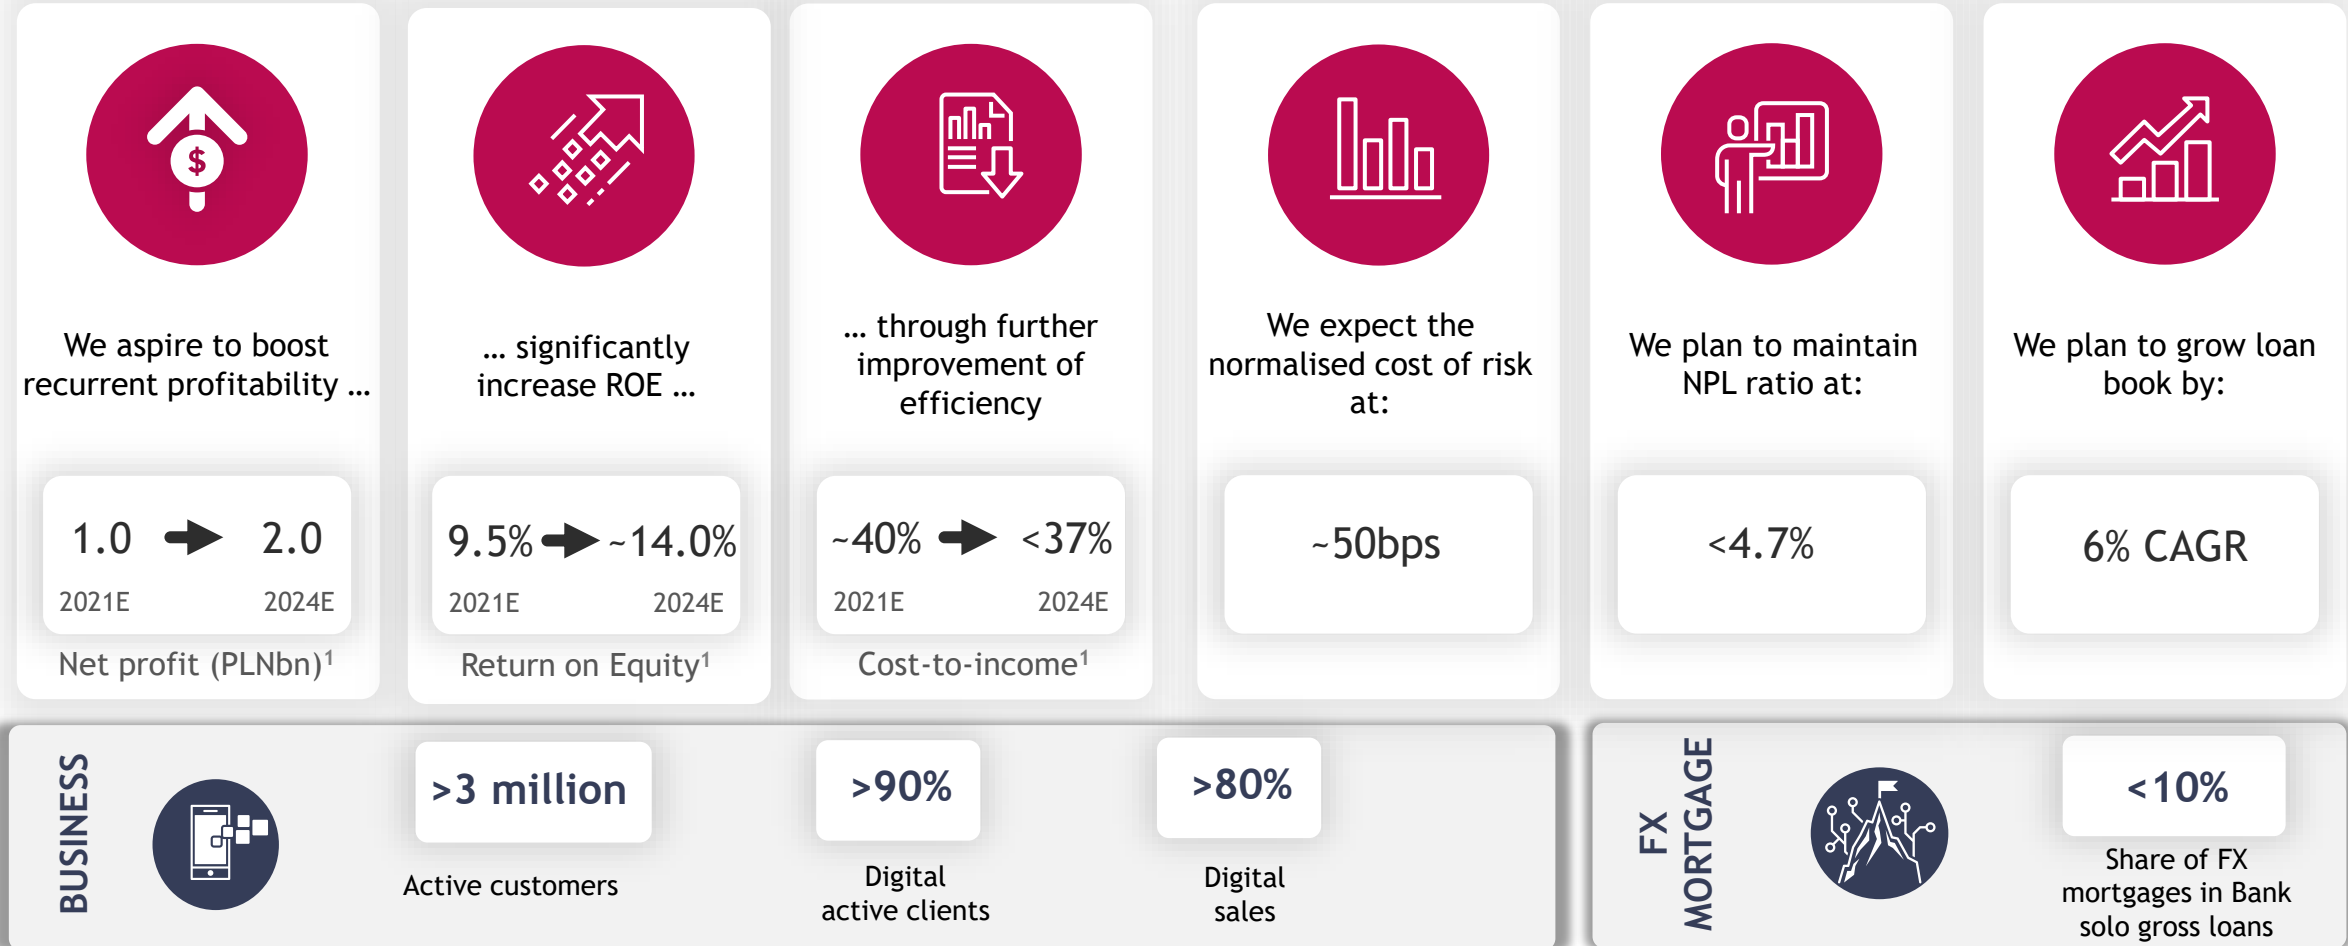 $
We aspire to boost
recurrent profitability ...
1.0 2.0
2021E 2024E
Net profit (PLNbn)¹
... significantly
increase ROE ...
9.5% ~14.0%
2021E 2024E
Return on Equity¹
... through further
improvement of
efficiency
~40% <37%
2021E 2024E
Cost-to-income¹
We expect the
normalised cost of risk
at:
~50bps
We plan to maintain
NPL ratio at:
<4.7%
We plan to grow loan
book by:
6% CAGR
BUSINESS
>3 million
Active customers
>90%
Digital
active clients
>80%
Digital
sales
FX
MORTGAGE
<10%
Share of FX
mortgages in Bank
solo gross loans